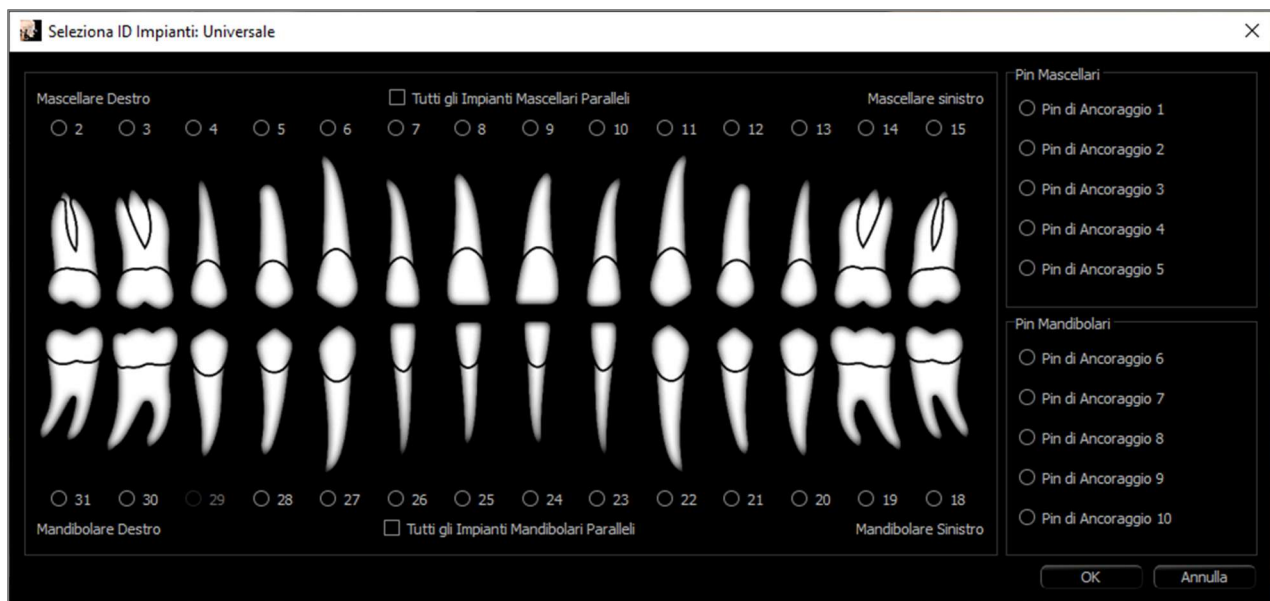 Seleziona ID Impianti: Universale
Mascellare Destro
Tutti gli Impianti Mascellari Paralleli
Mascellare sinistro
2 3 4 5 6 7 8 9 10 11 12 13 14 15
31 30 29 28 27 26 25 24 23 22 21 20 19 18
Mandibolare Destro
Tutti gli Impianti Mandibolari Paralleli
Mandibolare Sinistro
Pin Mascellari
Pin di Ancoraggio 1
Pin di Ancoraggio 2
Pin di Ancoraggio 3
Pin di Ancoraggio 4
Pin di Ancoraggio 5
Pin Mandibolari
Pin di Ancoraggio 6
Pin di Ancoraggio 7
Pin di Ancoraggio 8
Pin di Ancoraggio 9
Pin di Ancoraggio 10
OK
Annulla